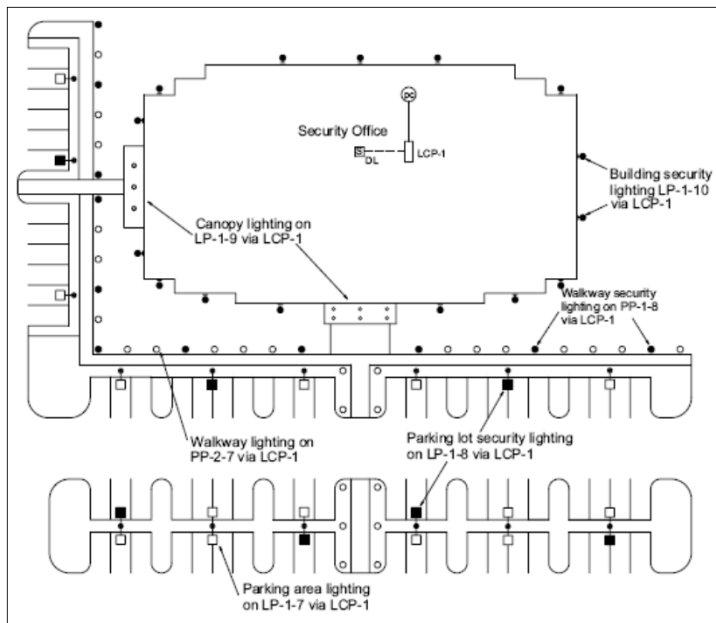 DC
Security Office
S
DL
LCP-1
Building security
lighting LP-1-10
via LCP-1
Canopy lighting on
LP-1-9 via LCP-1
Walkway security
lighting on PP-1-8
via LCP-1
Walkway lighting on
PP-2-7 via LCP-1
Parking lot security lighting
on LP-1-8 via LCP-1
Parking area lighting
on LP-1-7 via LCP-1